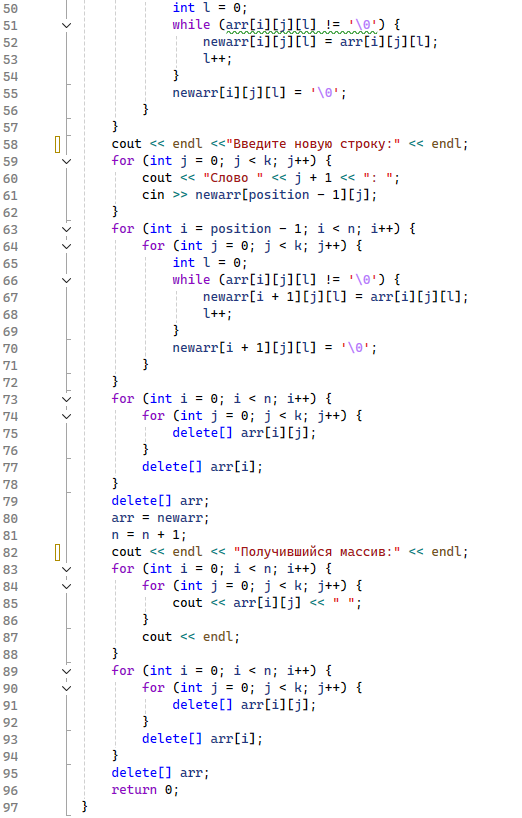 50 int l = 0;
51 while (arr[i][j][l] != '\0') {
52 newarr[i][j][l] = arr[i][j][l];
53 l++;
54 }
55 newarr[i][j][l] = '\0';
56 }
57 }
58 cout << endl <<"Введите новую строку:" << endl;
59 for (int j = 0; j < k; j++) {
60 cout << "Слово " << j + 1 << ": ";
61 cin >> newarr[position - 1][j];
62 }
63 for (int i = position - 1; i < n; i++) {
64 for (int j = 0; j < k; j++) {
65 int l = 0;
66 while (arr[i][j][l] != '\0') {
67 newarr[i + 1][j][l] = arr[i][j][l];
68 l++;
69 }
70 newarr[i + 1][j][l] = '\0';
71 }
72 }
73 for (int i = 0; i < n; i++) {
74 for (int j = 0; j < k; j++) {
75 delete[] arr[i][j];
76 }
77 delete[] arr[i];
78 }
79 delete[] arr;
80 arr = newarr;
81 n = n + 1;
82 cout << endl << "Получившийся массив:" << endl;
83 for (int i = 0; i < n; i++) {
84 for (int j = 0; j < k; j++) {
85 cout << arr[i][j] << " ";
86 }
87 cout << endl;
88 }
89 for (int i = 0; i < n; i++) {
90 for (int j = 0; j < k; j++) {
91 delete[] arr[i][j];
92 }
93 delete[] arr[i];
94 }
95 delete[] arr;
96 return 0;
97 }